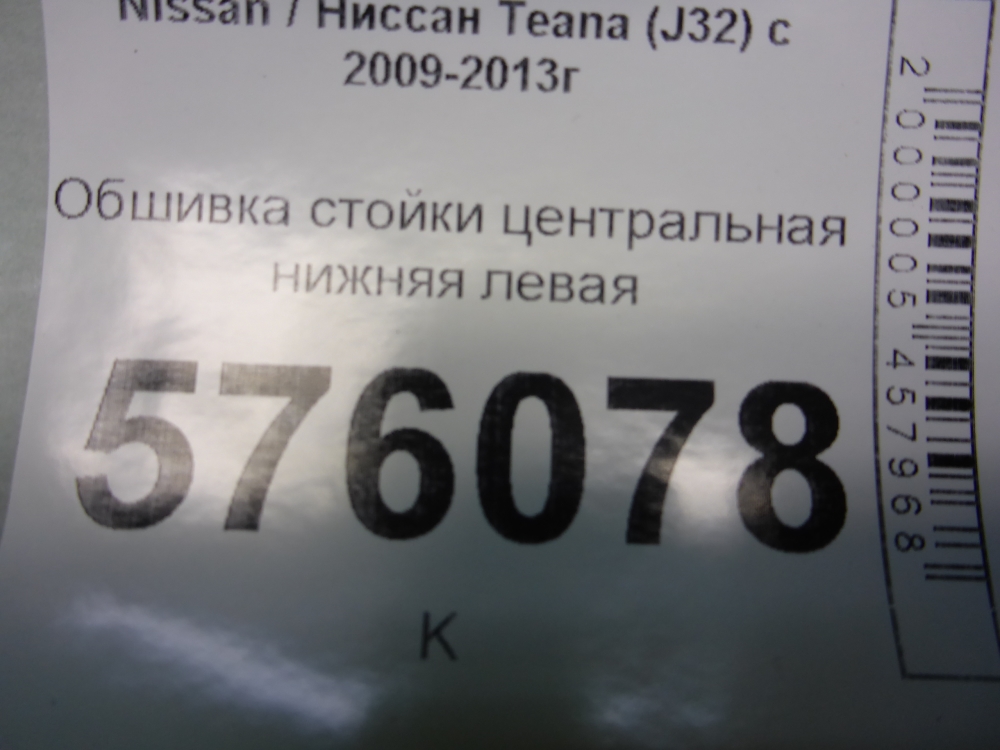 Nissan / Ниссан Teana (J32) с
2009-2013г
Обшивка стойки центральная
нижняя левая
576078
К
2000005457968